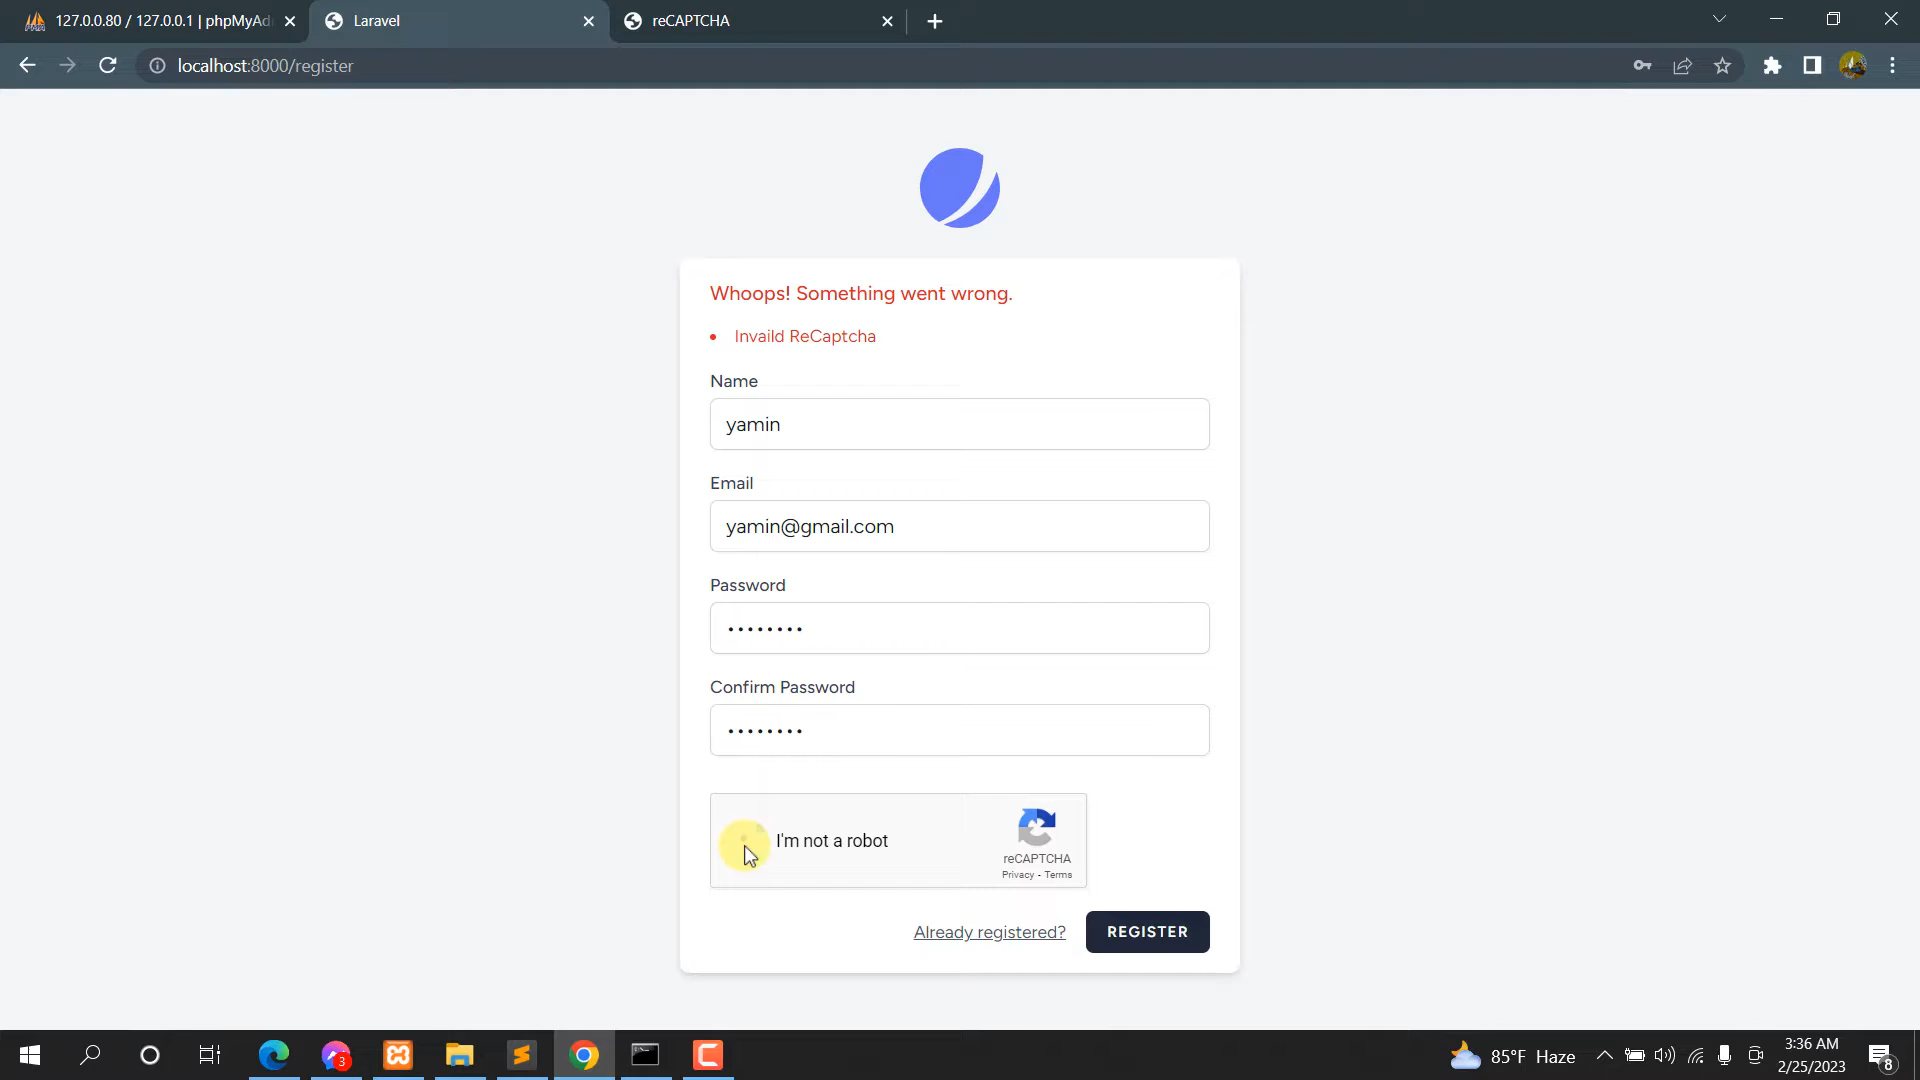 127.0.0.80 / 127.0.0.1 | phpMyAd
Laravel
reCAPTCHA
localhost:8000/register
Whoops! Something went wrong.
Invaild ReCaptcha
Name
yamin
Email
yamin@gmail.com
Password
Confirm Password
I'm not a robot
reCAPTCHA
Privacy - Terms
Already registered?
REGISTER
3
85°F Haze
3:36 AM
2/25/2023
8